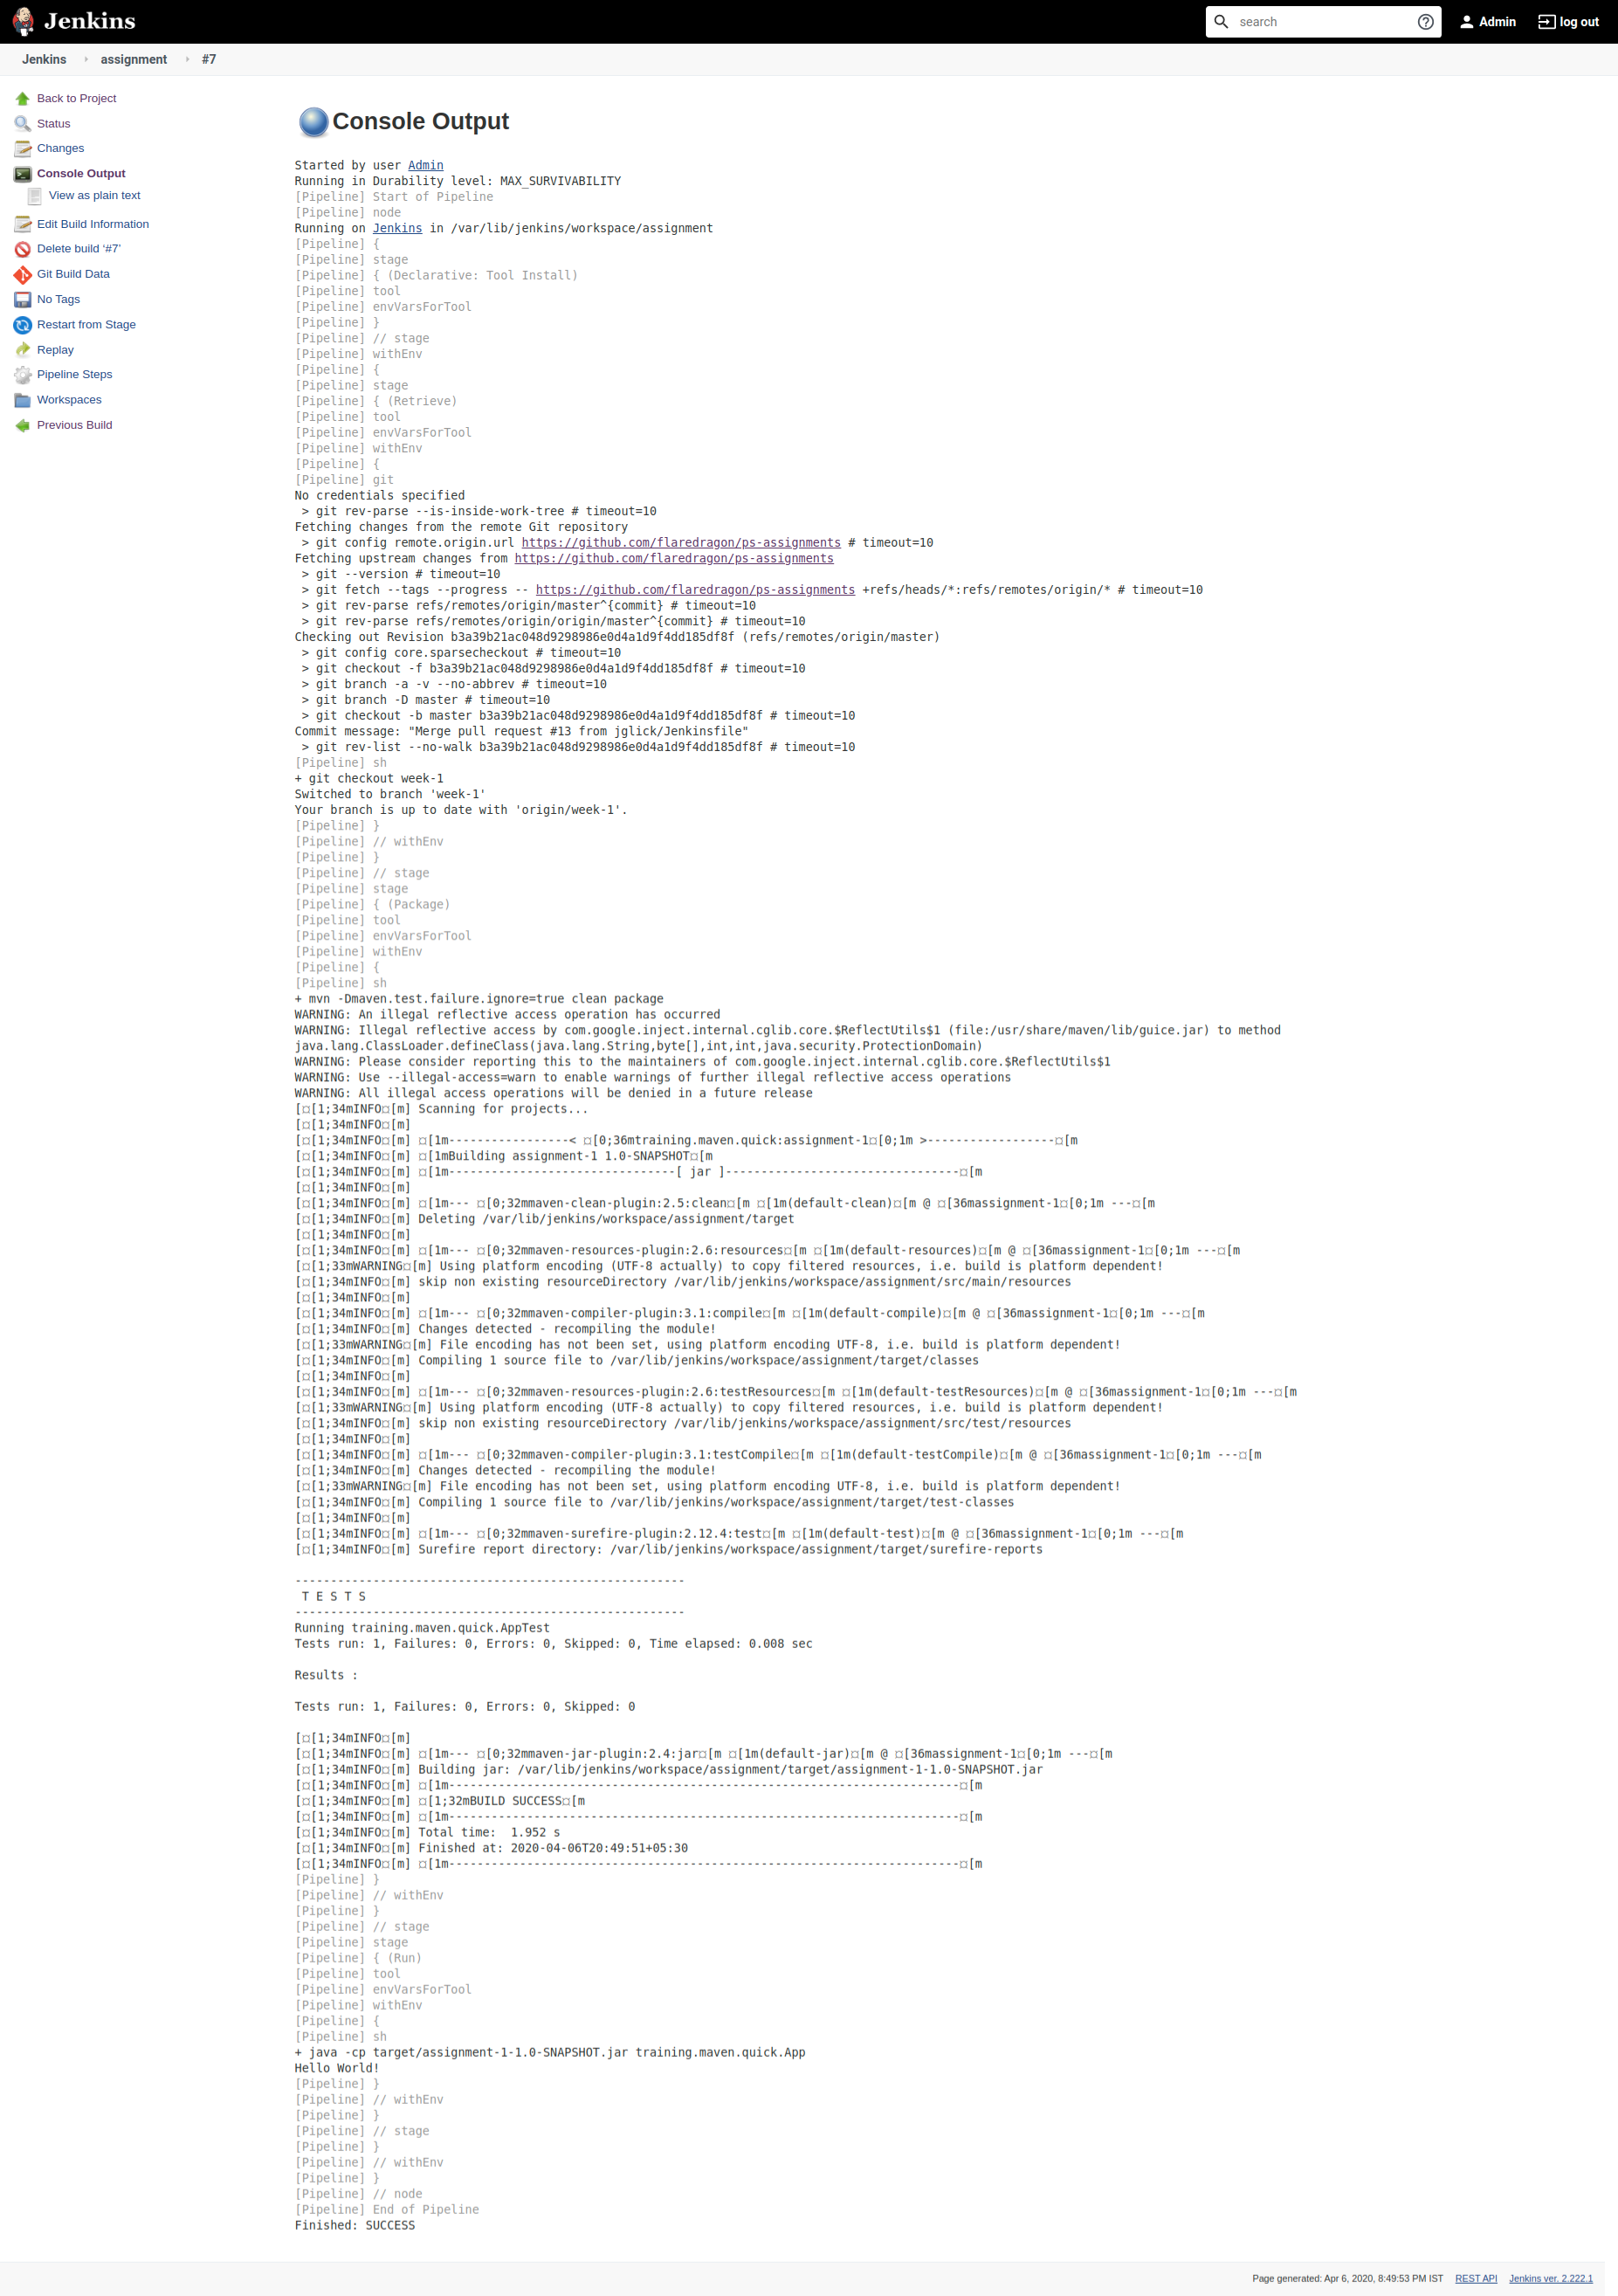 Jenkins
search
Admin
log out
Jenkins
assignment
#7
Back to Project
Status
Changes
Console Output
View as plain text
Edit Build Information
Delete build ‘#7’
Git Build Data
No Tags
Restart from Stage
Replay
Pipeline Steps
Workspaces
Previous Build
Console Output
Started by user Admin
Running in Durability level: MAX_SURVIVABILITY
[Pipeline] Start of Pipeline
[Pipeline] node
Running on Jenkins in /var/lib/jenkins/workspace/assignment
[Pipeline] {
[Pipeline] stage
[Pipeline] { (Declarative: Tool Install)
[Pipeline] tool
[Pipeline] envVarsForTool
[Pipeline] }
[Pipeline] // stage
[Pipeline] withEnv
[Pipeline] {
[Pipeline] stage
[Pipeline] { (Retrieve)
[Pipeline] tool
[Pipeline] envVarsForTool
[Pipeline] withEnv
[Pipeline] {
[Pipeline] git
No credentials specified
 > git rev-parse --is-inside-work-tree # timeout=10
Fetching changes from the remote Git repository
 > git config remote.origin.url https://github.com/flaredragon/ps-assignments # timeout=10
Fetching upstream changes from https://github.com/flaredragon/ps-assignments
 > git --version # timeout=10
 > git fetch --tags --progress -- https://github.com/flaredragon/ps-assignments +refs/heads/*:refs/remotes/origin/* # timeout=10
 > git rev-parse refs/remotes/origin/master^{commit} # timeout=10
 > git rev-parse refs/remotes/origin/origin/master^{commit} # timeout=10
Checking out Revision b3a39b21ac048d9298986e0d4a1d9f4dd185df8f (refs/remotes/origin/master)
 > git config core.sparsecheckout # timeout=10
 > git checkout -f b3a39b21ac048d9298986e0d4a1d9f4dd185df8f # timeout=10
 > git branch -a -v --no-abbrev # timeout=10
 > git branch -D master # timeout=10
 > git checkout -b master b3a39b21ac048d9298986e0d4a1d9f4dd185df8f # timeout=10
Commit message: "Merge pull request #13 from jglick/Jenkinsfile"
 > git rev-list --no-walk b3a39b21ac048d9298986e0d4a1d9f4dd185df8f # timeout=10
[Pipeline] sh
+ git checkout week-1
Switched to branch 'week-1'
Your branch is up to date with 'origin/week-1'.
[Pipeline] }
[Pipeline] // withEnv
[Pipeline] }
[Pipeline] // stage
[Pipeline] stage
[Pipeline] { (Package)
[Pipeline] tool
[Pipeline] envVarsForTool
[Pipeline] withEnv
[Pipeline] {
[Pipeline] sh
+ mvn -Dmaven.test.failure.ignore=true clean package
WARNING: An illegal reflective access operation has occurred
WARNING: Illegal reflective access by com.google.inject.internal.cglib.core.$ReflectUtils$1 (file:/usr/share/maven/lib/guice.jar) to method
java.lang.ClassLoader.defineClass(java.lang.String,byte[],int,int,java.security.ProtectionDomain)
WARNING: Please consider reporting this to the maintainers of com.google.inject.internal.cglib.core.$ReflectUtils$1
WARNING: Use --illegal-access=warn to enable warnings of further illegal reflective access operations
WARNING: All illegal access operations will be denied in a future release
[¤[1;34mINFO¤[m] Scanning for projects...
[¤[1;34mINFO¤[m]
[¤[1;34mINFO¤[m] ¤[1m-----------------< ¤[0;36mtraining.maven.quick:assignment-1¤[0;1m >------------------¤[m
[¤[1;34mINFO¤[m] ¤[1mBuilding assignment-1 1.0-SNAPSHOT¤[m
[¤[1;34mINFO¤[m] ¤[1m--------------------------------[ jar ]---------------------------------¤[m
[¤[1;34mINFO¤[m]
[¤[1;34mINFO¤[m] ¤[1m--- ¤[0;32mmaven-clean-plugin:2.5:clean¤[m ¤[1m(default-clean)¤[m @ ¤[36massignment-1¤[0;1m ---¤[m
[¤[1;34mINFO¤[m] Deleting /var/lib/jenkins/workspace/assignment/target
[¤[1;34mINFO¤[m]
[¤[1;34mINFO¤[m] ¤[1m--- ¤[0;32mmaven-resources-plugin:2.6:resources¤[m ¤[1m(default-resources)¤[m @ ¤[36massignment-1¤[0;1m ---¤[m
[¤[1;33mWARNING¤[m] Using platform encoding (UTF-8 actually) to copy filtered resources, i.e. build is platform dependent!
[¤[1;34mINFO¤[m] skip non existing resourceDirectory /var/lib/jenkins/workspace/assignment/src/main/resources
[¤[1;34mINFO¤[m]
[¤[1;34mINFO¤[m] ¤[1m--- ¤[0;32mmaven-compiler-plugin:3.1:compile¤[m ¤[1m(default-compile)¤[m @ ¤[36massignment-1¤[0;1m ---¤[m
[¤[1;34mINFO¤[m] Changes detected - recompiling the module!
[¤[1;33mWARNING¤[m] File encoding has not been set, using platform encoding UTF-8, i.e. build is platform dependent!
[¤[1;34mINFO¤[m] Compiling 1 source file to /var/lib/jenkins/workspace/assignment/target/classes
[¤[1;34mINFO¤[m]
[¤[1;34mINFO¤[m] ¤[1m--- ¤[0;32mmaven-resources-plugin:2.6:testResources¤[m ¤[1m(default-testResources)¤[m @ ¤[36massignment-1¤[0;1m ---¤[m
[¤[1;33mWARNING¤[m] Using platform encoding (UTF-8 actually) to copy filtered resources, i.e. build is platform dependent!
[¤[1;34mINFO¤[m] skip non existing resourceDirectory /var/lib/jenkins/workspace/assignment/src/test/resources
[¤[1;34mINFO¤[m]
[¤[1;34mINFO¤[m] ¤[1m--- ¤[0;32mmaven-compiler-plugin:3.1:testCompile¤[m ¤[1m(default-testCompile)¤[m @ ¤[36massignment-1¤[0;1m ---¤[m
[¤[1;34mINFO¤[m] Changes detected - recompiling the module!
[¤[1;33mWARNING¤[m] File encoding has not been set, using platform encoding UTF-8, i.e. build is platform dependent!
[¤[1;34mINFO¤[m] Compiling 1 source file to /var/lib/jenkins/workspace/assignment/target/test-classes
[¤[1;34mINFO¤[m]
[¤[1;34mINFO¤[m] ¤[1m--- ¤[0;32mmaven-surefire-plugin:2.12.4:test¤[m ¤[1m(default-test)¤[m @ ¤[36massignment-1¤[0;1m ---¤[m
[¤[1;34mINFO¤[m] Surefire report directory: /var/lib/jenkins/workspace/assignment/target/surefire-reports
-------------------------------------------------------
 T E S T S
-------------------------------------------------------
Running training.maven.quick.AppTest
Tests run: 1, Failures: 0, Errors: 0, Skipped: 0, Time elapsed: 0.008 sec
Results :
Tests run: 1, Failures: 0, Errors: 0, Skipped: 0
[¤[1;34mINFO¤[m]
[¤[1;34mINFO¤[m] ¤[1m--- ¤[0;32mmaven-jar-plugin:2.4:jar¤[m ¤[1m(default-jar)¤[m @ ¤[36massignment-1¤[0;1m ---¤[m
[¤[1;34mINFO¤[m] Building jar: /var/lib/jenkins/workspace/assignment/target/assignment-1-1.0-SNAPSHOT.jar
[¤[1;34mINFO¤[m] ¤[1m------------------------------------------------------------------------¤[m
[¤[1;34mINFO¤[m] ¤[1;32mBUILD SUCCESS¤[m
[¤[1;34mINFO¤[m] ¤[1m------------------------------------------------------------------------¤[m
[¤[1;34mINFO¤[m] Total time:  1.952 s
[¤[1;34mINFO¤[m] Finished at: 2020-04-06T20:49:51+05:30
[¤[1;34mINFO¤[m] ¤[1m------------------------------------------------------------------------¤[m
[Pipeline] }
[Pipeline] // withEnv
[Pipeline] }
[Pipeline] // stage
[Pipeline] stage
[Pipeline] { (Run)
[Pipeline] tool
[Pipeline] envVarsForTool
[Pipeline] withEnv
[Pipeline] {
[Pipeline] sh
+ java -cp target/assignment-1-1.0-SNAPSHOT.jar training.maven.quick.App
Hello World!
[Pipeline] }
[Pipeline] // withEnv
[Pipeline] }
[Pipeline] // stage
[Pipeline] }
[Pipeline] // withEnv
[Pipeline] }
[Pipeline] // node
[Pipeline] End of Pipeline
Finished: SUCCESS
Page generated: Apr 6, 2020, 8:49:53 PM IST REST API Jenkins ver. 2.222.1